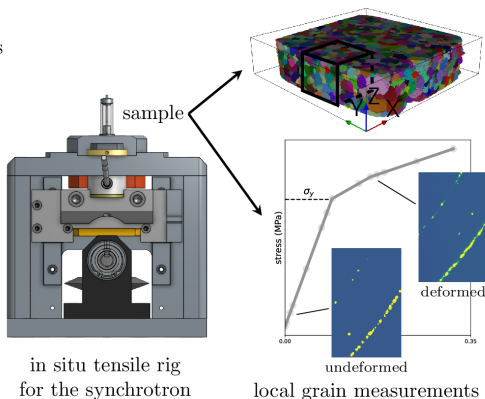 s
sample
Y
Z
X
σy
stress (MPa)
deformed
undeformed
0.00
0.35
in situ tensile rig
for the synchrotron
local grain measurements